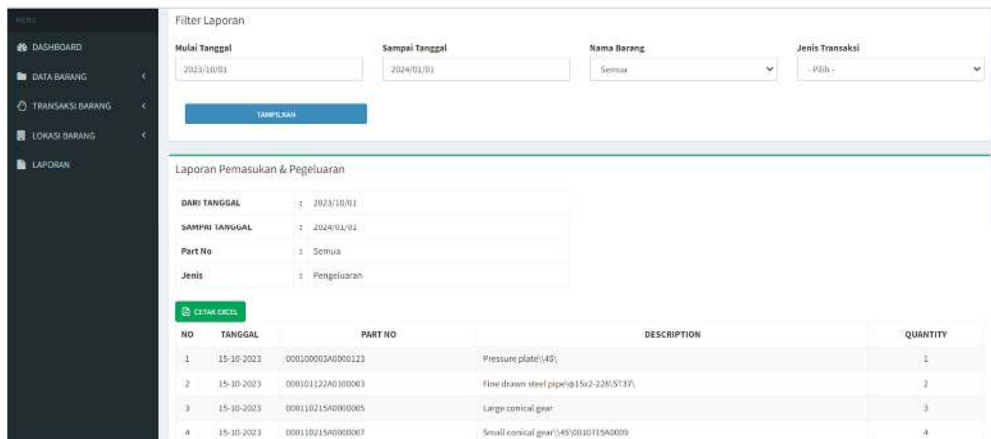 MENU
DASHBOARD
DATA BARANG
TRANSAKSI BARANG
LOKASI BARANG
LAPORAN
Filter Laporan
Mulai Tanggal Sampai Tanggal Nama Barang Jenis Transaksi
2023/10/01 2024/01/01 Semua - Pilih -
TAMPILKAN
Laporan Pemasukan & Pegeluaran
DARI TANGGAL : 2023/10/01
SAMPAI TANGGAL : 2024/01/01
Part No : Semua
Jenis : Pengeluaran
CETAK EXCEL
NO TANGGAL PART NO DESCRIPTION QUANTITY
1 15-10-2023 000100003A0000123 Pressure plate\\45\ 1
2 15-10-2023 000101122A0100003 Fine drawn steel pipe\φ15x2-228\ST37\ 2
3 15-10-2023 000110215A0000005 Large conical gear 3
4 15-10-2023 000110215A0000007 Small conical gear\\45\0010715A0009 4